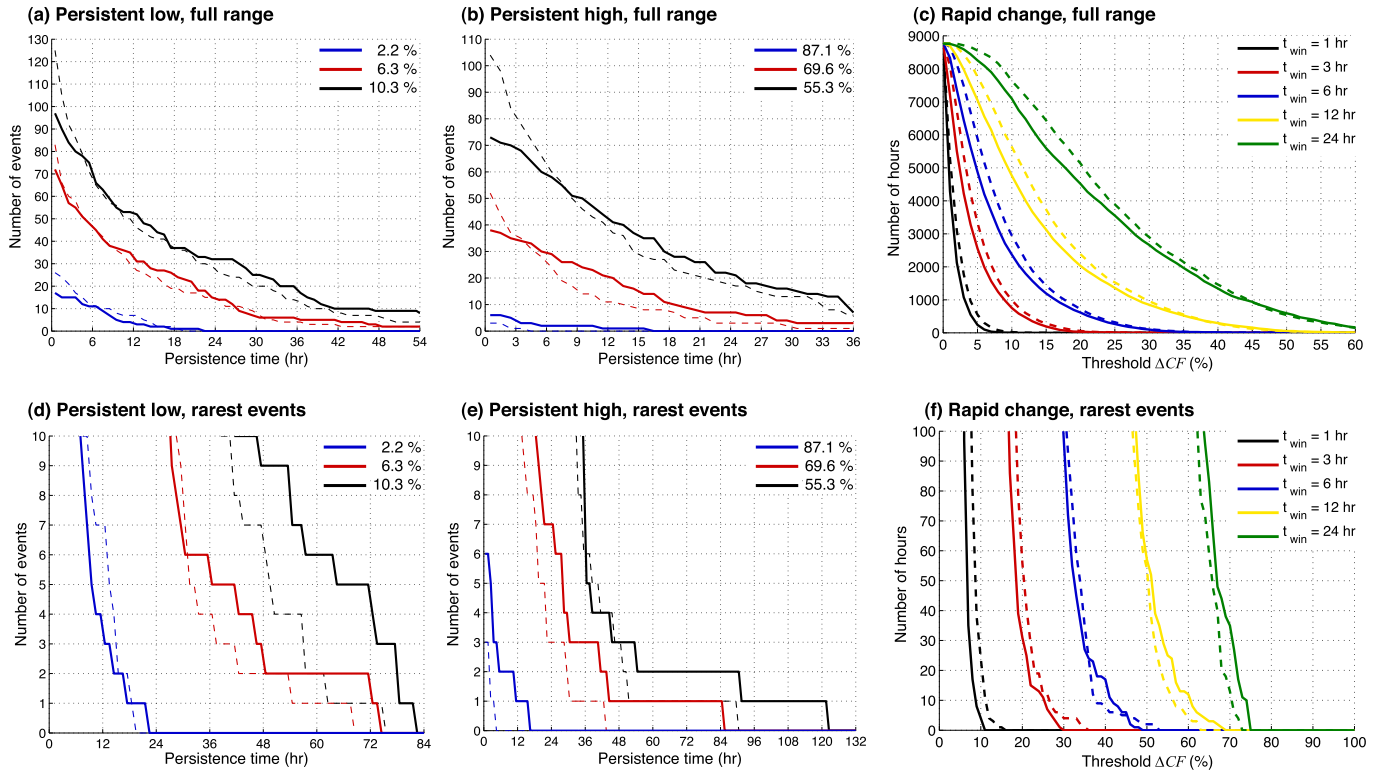 (a) Persistent low, full range
130
120
110
100
90
80
70
60
50
40
30
20
10
0
Number of events
0 6 12 18 24 30 36 42 48 54
Persistence time (hr)
2.2 %
6.3 %
10.3 %
(b) Persistent high, full range
110
100
90
80
70
60
50
40
30
20
10
0
Number of events
0 3 6 9 12 15 18 21 24 27 30 33 36
Persistence time (hr)
87.1 %
69.6 %
55.3 %
(c) Rapid change, full range
9000
8000
7000
6000
5000
4000
3000
2000
1000
0
Number of hours
0 5 10 15 20 25 30 35 40 45 50 55 60
Threshold ΔCF (%)
t win = 1 hr
t win = 3 hr
t win = 6 hr
t win = 12 hr
t win = 24 hr
(d) Persistent low, rarest events
10
9
8
7
6
5
4
3
2
1
0
Number of events
0 12 24 36 48 60 72 84
Persistence time (hr)
2.2 %
6.3 %
10.3 %
(e) Persistent high, rarest events
10
9
8
7
6
5
4
3
2
1
0
Number of events
0 12 24 36 48 60 72 84 96 108 120 132
Persistence time (hr)
87.1 %
69.6 %
55.3 %
(f) Rapid change, rarest events
100
90
80
70
60
50
40
30
20
10
0
Number of hours
0 10 20 30 40 50 60 70 80 90 100
Threshold ΔCF (%)
t win = 1 hr
t win = 3 hr
t win = 6 hr
t win = 12 hr
t win = 24 hr